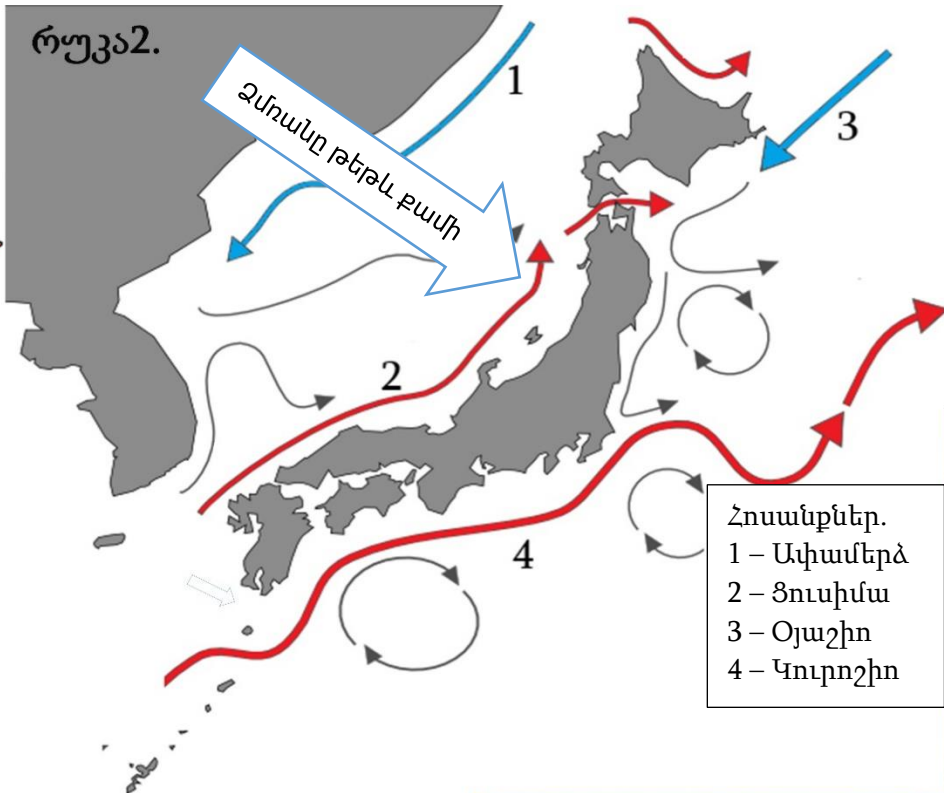 რუკა2.
Ձմռանը թեթև քամի
1
3
2
4
Հոսանքներ.
1 – Ափամերձ
2 – Ցուսիմա
3 – Օյաշիո
4 – Կուրոշիո